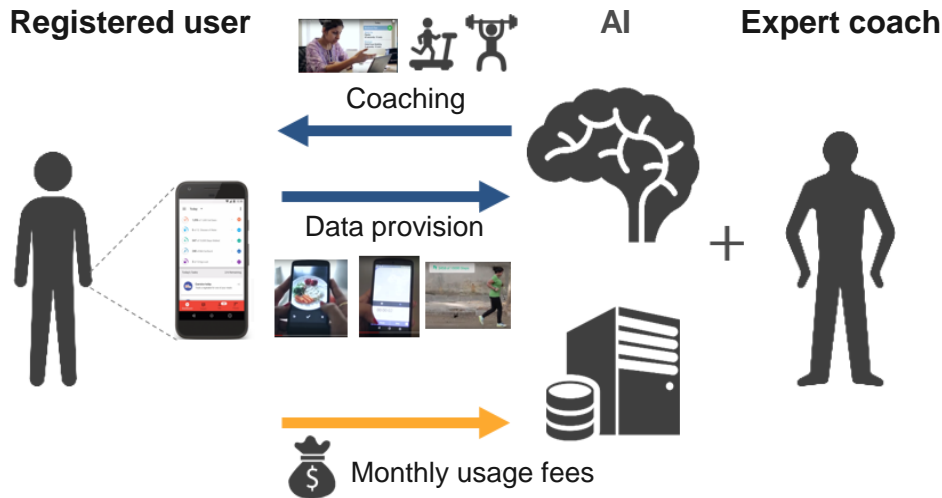 Registered user
AI
Expert coach
Coaching
Data provision
$
Monthly usage fees